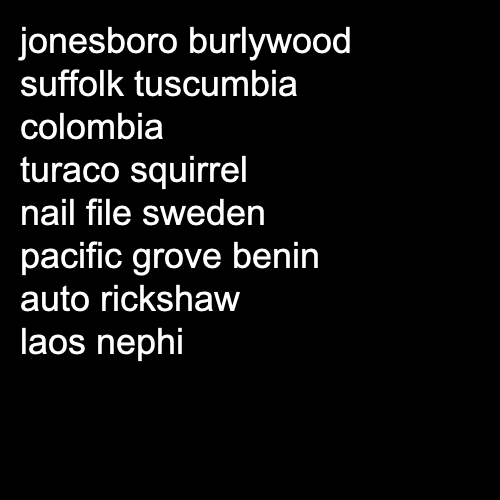 jonesboro burlywood
suffolk tuscumbia
colombia
turaco squirrel
nail file sweden
pacific grove benin
auto rickshaw
laos nephi